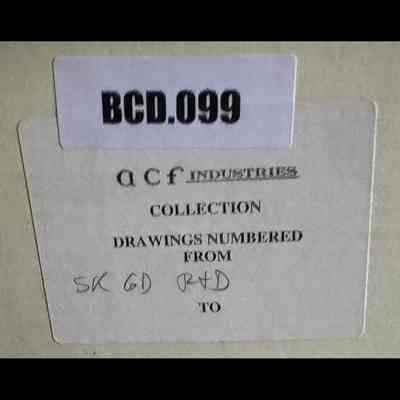 BCD.099
acf INDUSTRIES
COLLECTION
DRAWINGS NUMBERED
FROM
SK GD R+D
TO